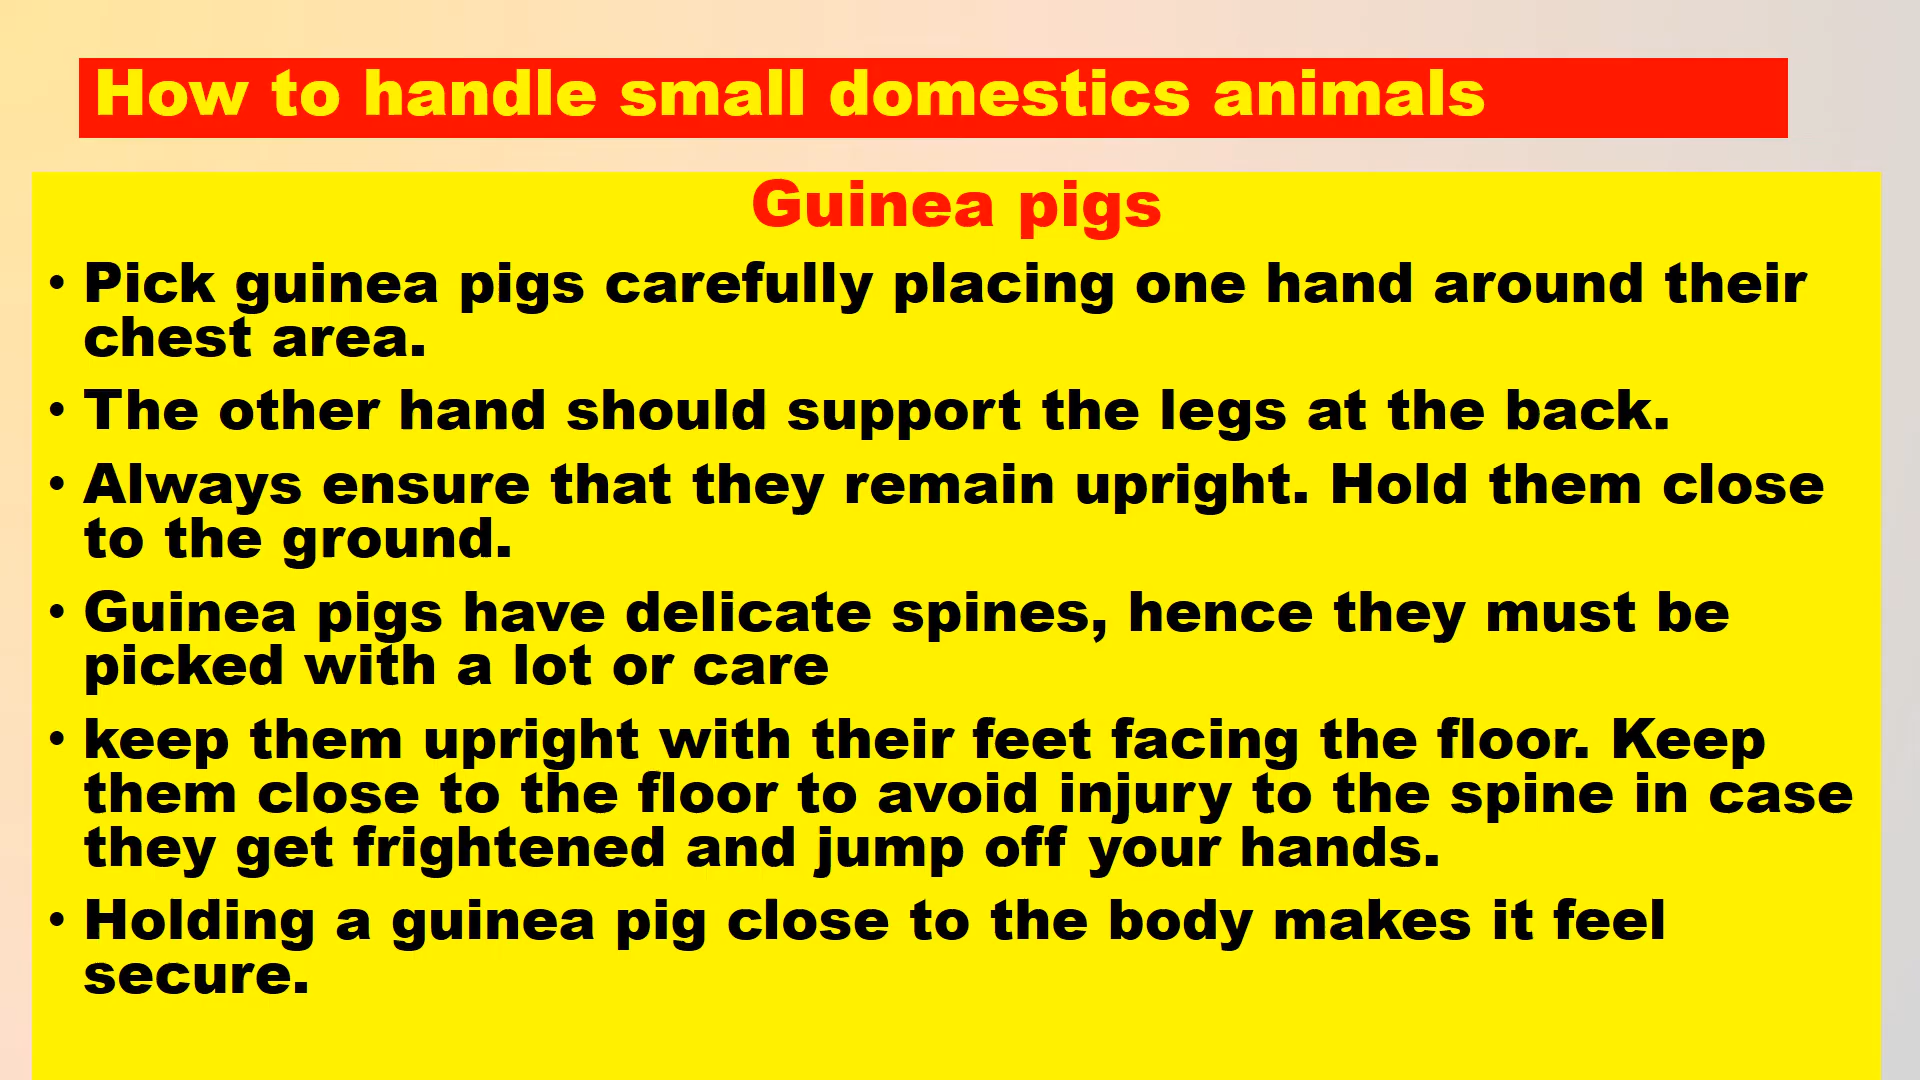 How to handle small domestics animals
Guinea pigs
• Pick guinea pigs carefully placing one hand around their
chest area.
• The other hand should support the legs at the back.
• Always ensure that they remain upright. Hold them close
to the ground.
• Guinea pigs have delicate spines, hence they must be
picked with a lot or care
• keep them upright with their feet facing the floor. Keep
them close to the floor to avoid injury to the spine in case
they get frightened and jump off your hands.
• Holding a guinea pig close to the body makes it feel
secure.